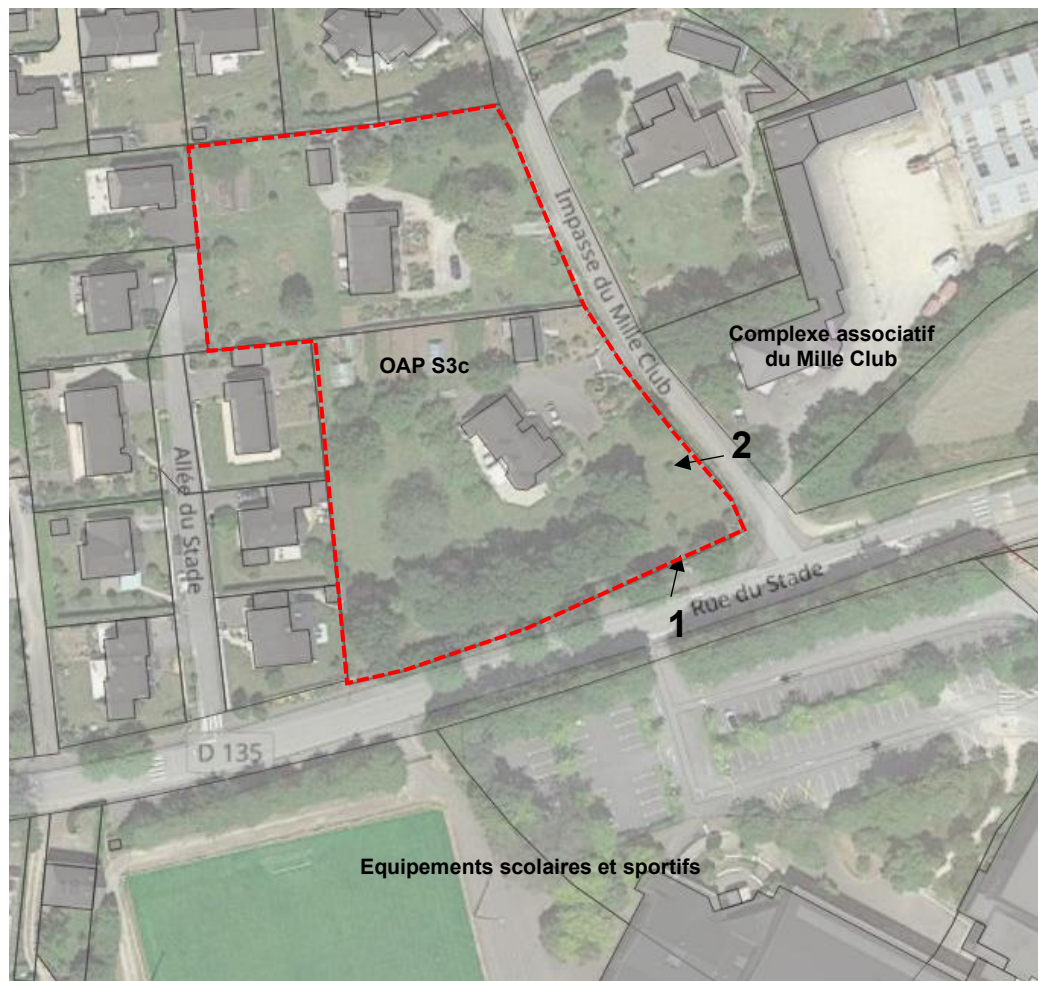 Impasse du Mille Club
Complexe associatif
du Mille Club
OAP S3c
2
Allée du Stade
1
Rue du Stade
D 135
Equipements scolaires et sportifs